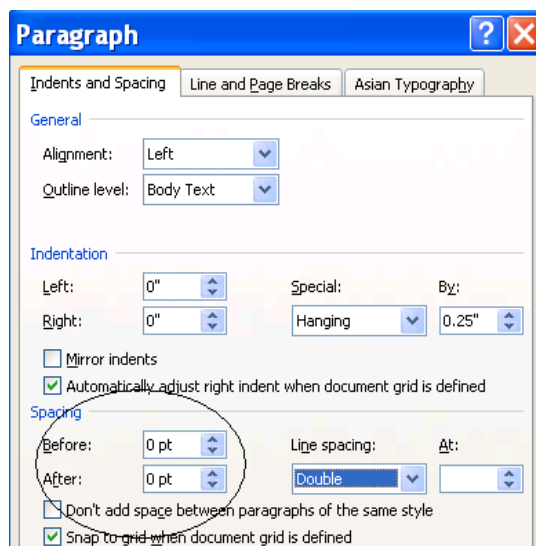 Paragraph
Indents and Spacing Line and Page Breaks Asian Typography
General
Alignment: Left
Outline level: Body Text
Indentation
Left: 0" Special: By:
Right: 0" Hanging 0.25"
Mirror indents
Automatically adjust right indent when document grid is defined
Spacing
Before: 0 pt Line spacing: At:
After: 0 pt Double
Don't add space between paragraphs of the same style
Snap to grid when document grid is defined